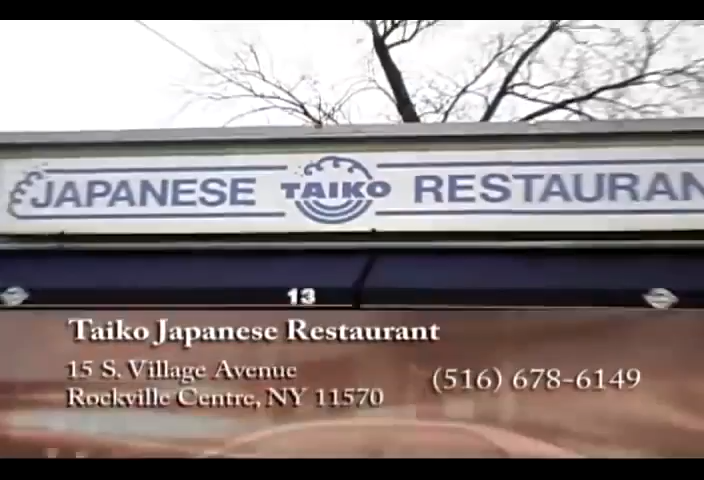 JAPANESE TAIKO RESTAURAN
13
Taiko Japanese Restaurant
15 S. Village Avenue
Rockville Centre, NY 11570
(516) 678-6149